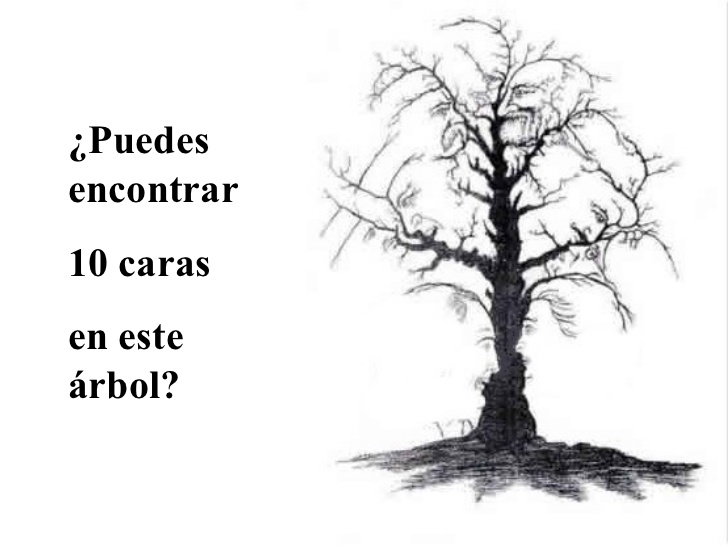 ¿Puedes
encontrar
10 caras
en este
árbol?